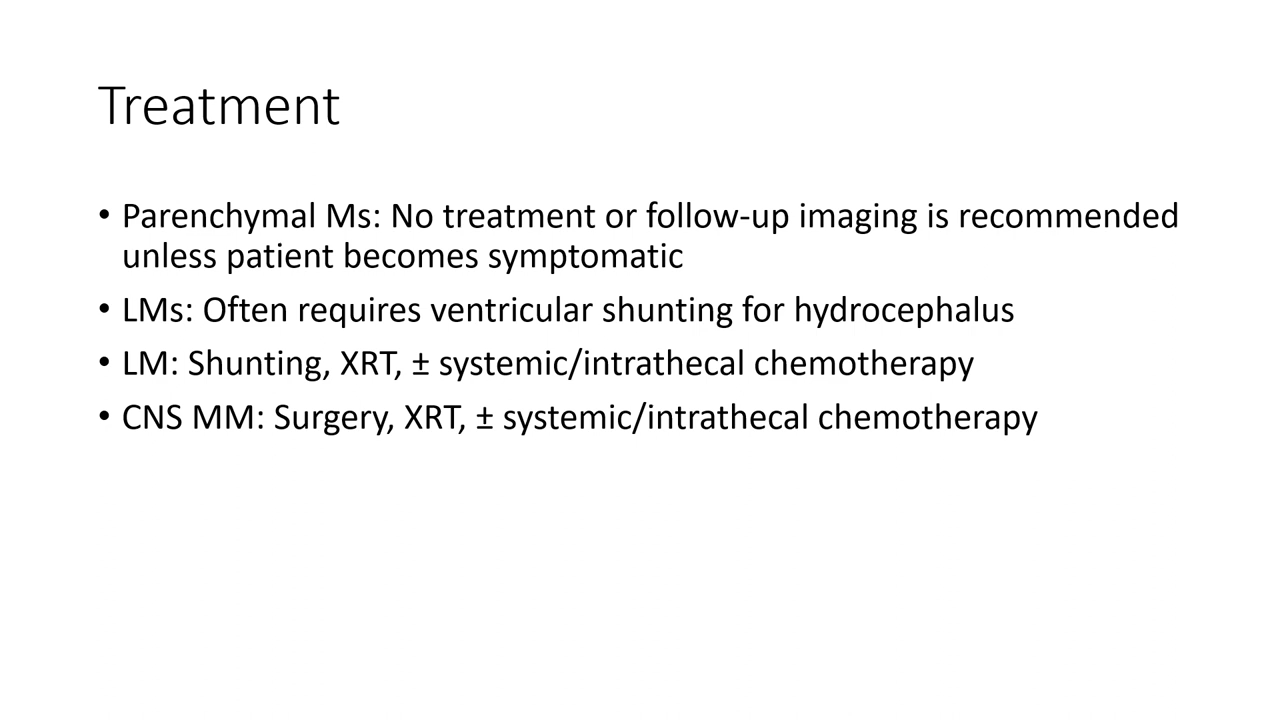 Treatment
• Parenchymal Ms: No treatment or follow-up imaging is recommended
unless patient becomes symptomatic
• LMs: Often requires ventricular shunting for hydrocephalus
• LM: Shunting, XRT, ± systemic/intrathecal chemotherapy
• CNS MM: Surgery, XRT, ± systemic/intrathecal chemotherapy